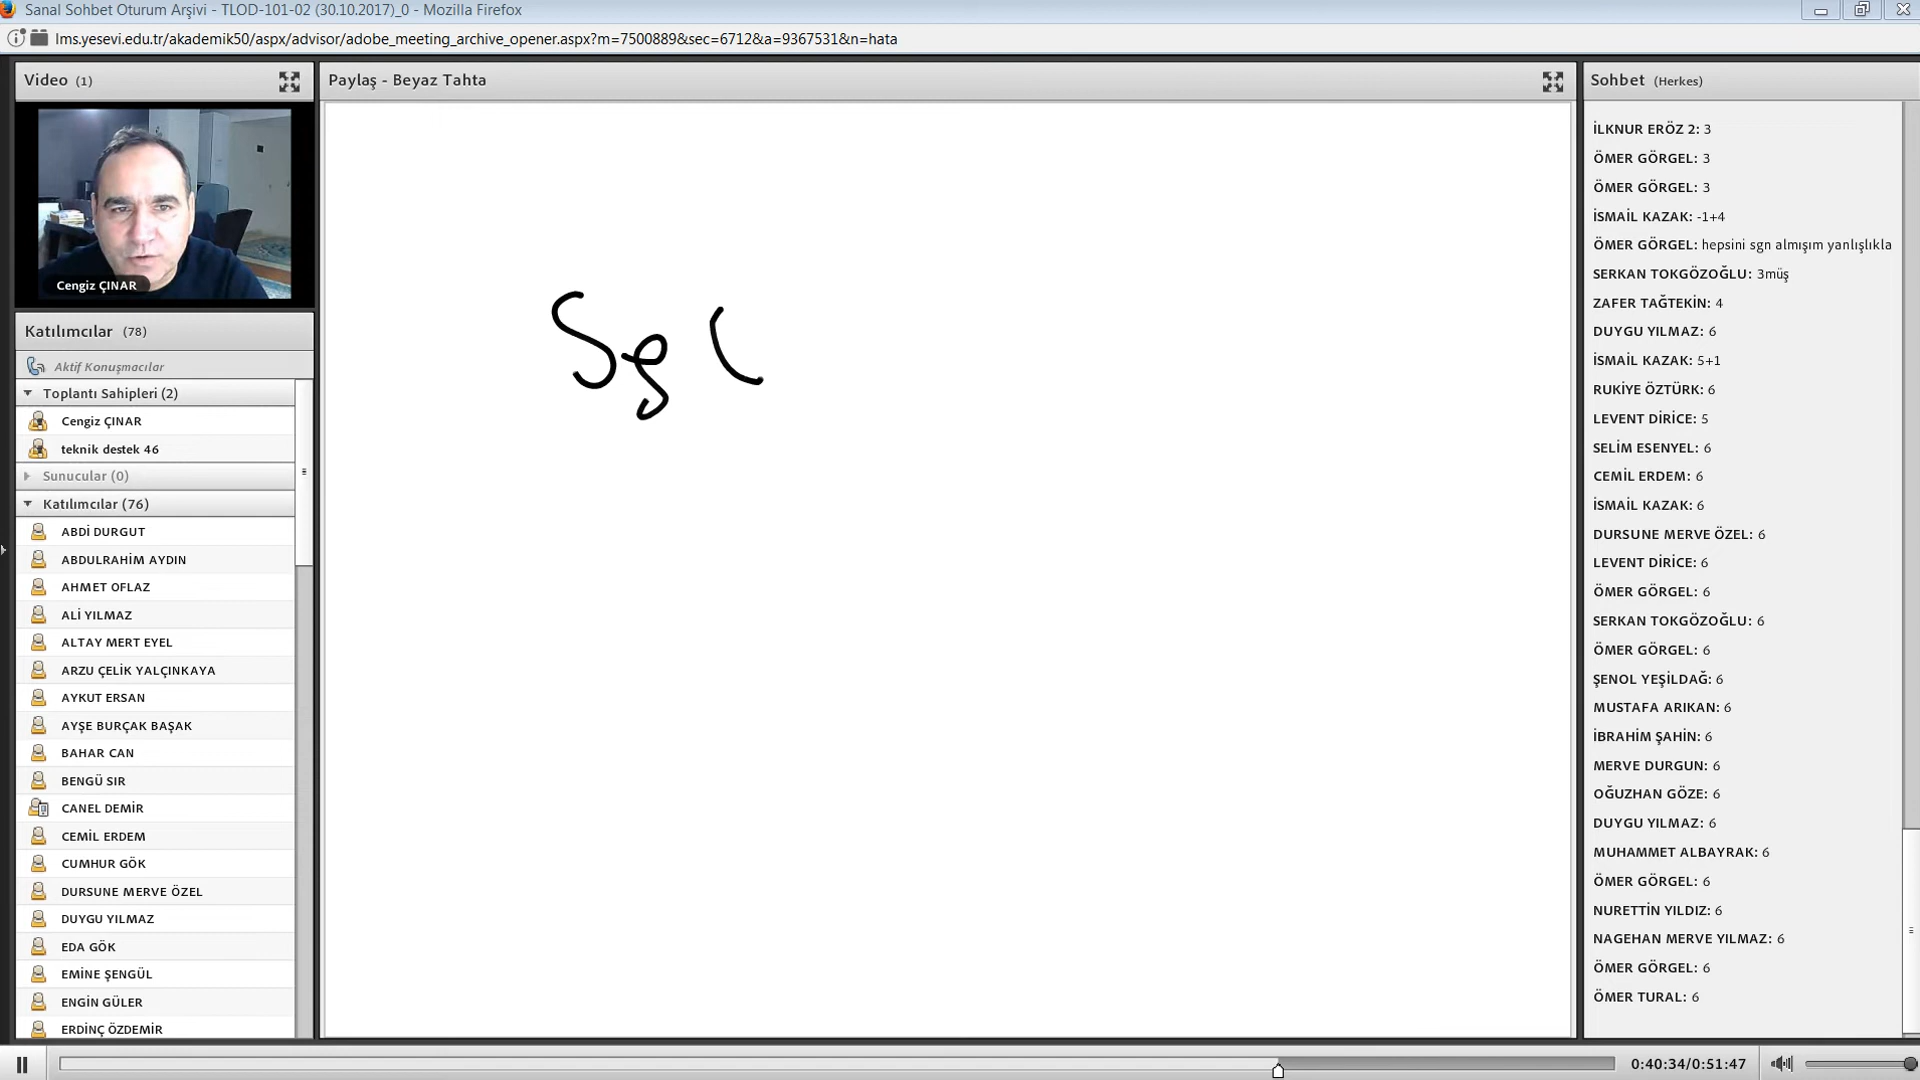 Sanal Sohbet Oturum Arşivi - TLOD-101-02 (30.10.2017)_0 - Mozilla Firefox
lms.yesevi.edu.tr/akademik50/aspx/advisor/adobe_meeting_archive_opener.aspx?m=7500889&sec=6712&a=9367531&n=hata
Video (1)
Cengiz ÇINAR
Katılımcılar (78)
Aktif Konuşmacılar
Toplantı Sahipleri (2)
Cengiz ÇINAR
teknik destek 46
Sunucular (0)
Katılımcılar (76)
ABDİ DURGUT
ABDULRAHİM AYDIN
AHMET OFLAZ
ALİ YILMAZ
ALTAY MERT EYEL
ARZU ÇELİK YALÇINKAYA
AYKUT ERSAN
AYŞE BURÇAK BAŞAK
BAHAR CAN
BENGÜ SIR
CANEL DEMİR
CEMİL ERDEM
CUMHUR GÖK
DURSUNE MERVE ÖZEL
DUYGU YILMAZ
EDA GÖK
EMİNE ŞENGÜL
ENGİN GÜLER
ERDİNÇ ÖZDEMİR
Paylaş - Beyaz Tahta
Sg (
Sohbet (Herkes)
İLKNUR ERÖZ 2: 3
ÖMER GÖRGEL: 3
ÖMER GÖRGEL: 3
İSMAİL KAZAK: -1+4
ÖMER GÖRGEL: hepsini sgn almışım yanlışlıkla
SERKAN TOKGÖZOĞLU: 3müş
ZAFER TAĞTEKİN: 4
DUYGU YILMAZ: 6
İSMAİL KAZAK: 5+1
RUKİYE ÖZTÜRK: 6
LEVENT DİRİCE: 5
SELİM ESENYEL: 6
CEMİL ERDEM: 6
İSMAİL KAZAK: 6
DURSUNE MERVE ÖZEL: 6
LEVENT DİRİCE: 6
ÖMER GÖRGEL: 6
SERKAN TOKGÖZOĞLU: 6
ÖMER GÖRGEL: 6
ŞENOL YEŞİLDAĞ: 6
MUSTAFA ARIKAN: 6
İBRAHİM ŞAHİN: 6
MERVE DURGUN: 6
OĞUZHAN GÖZE: 6
DUYGU YILMAZ: 6
MUHAMMET ALBAYRAK: 6
ÖMER GÖRGEL: 6
NURETTİN YILDIZ: 6
NAGEHAN MERVE YILMAZ: 6
ÖMER GÖRGEL: 6
ÖMER TURAL: 6
0:40:34/0:51:47